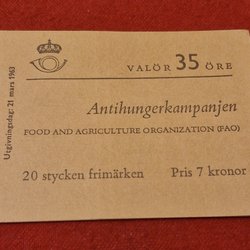 VALÖR 35 ÖRE
Antihungerkampanjen
FOOD AND AGRICULTURE ORGANIZATION (FAO)
20 stycken frimärken Pris 7 kronor
Utgivningsdag: 21 mars 1963